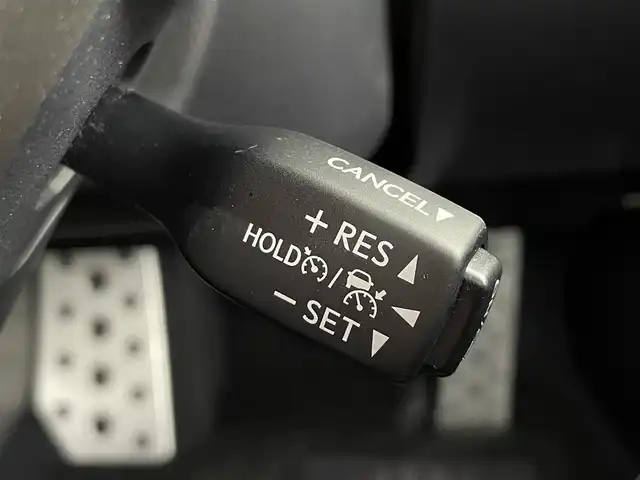 CANCEL
+ RES
HOLD /
− SET